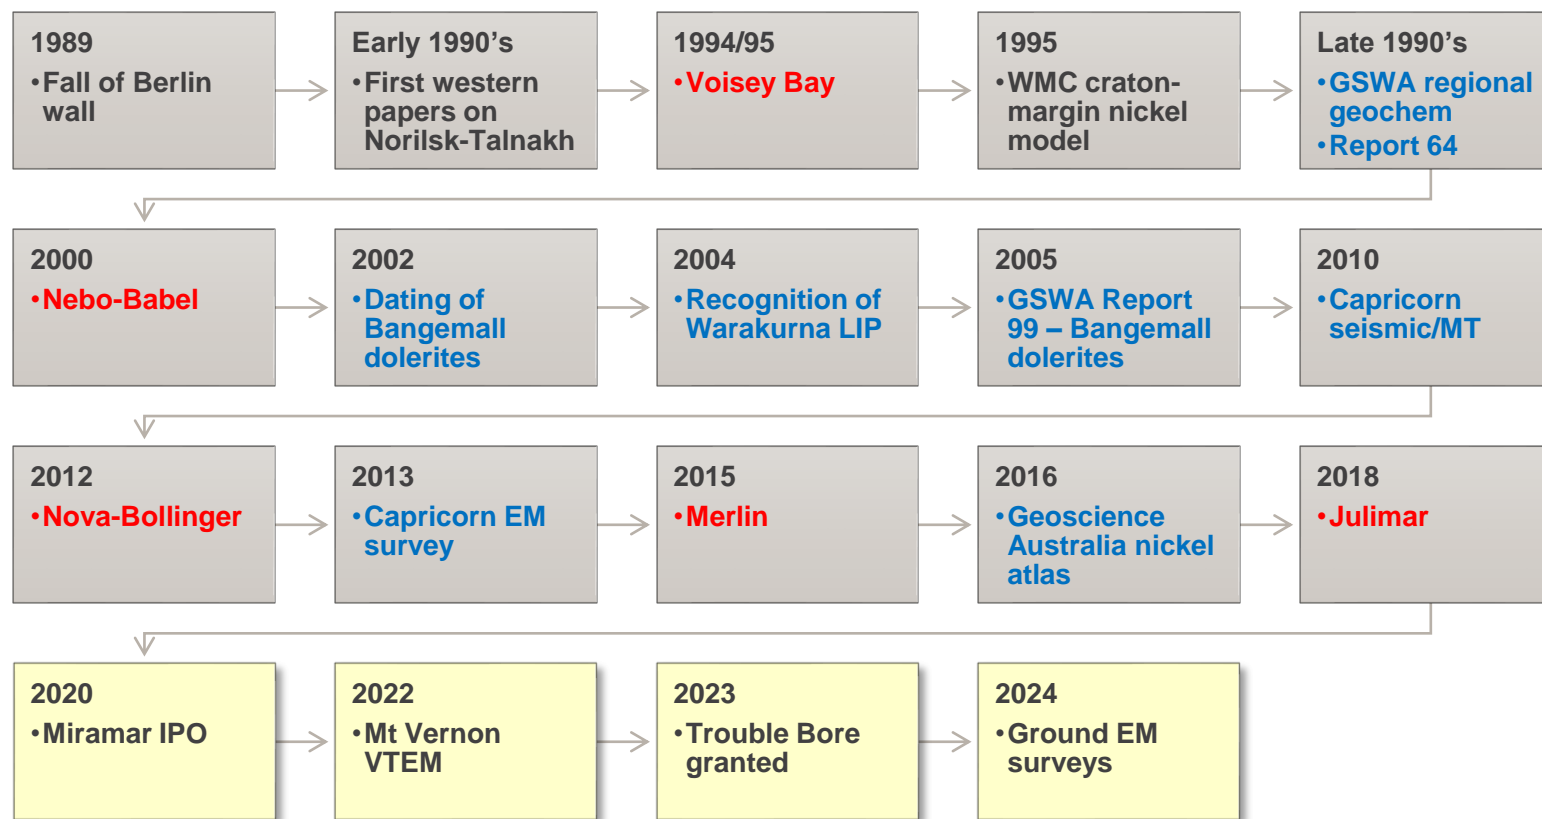 1989
•Fall of Berlin
wall
Early 1990’s
•First western
papers on
Norilsk-Talnakh
1994/95
•Voisey Bay
1995
•WMC craton-
margin nickel
model
Late 1990’s
•GSWA regional
geochem
•Report 64
2000
•Nebo-Babel
2002
•Dating of
Bangemall
dolerites
2004
•Recognition of
Warakurna LIP
2005
•GSWA Report
99 – Bangemall
dolerites
2010
•Capricorn
seismic/MT
2012
•Nova-Bollinger
2013
•Capricorn EM
survey
2015
•Merlin
2016
•Geoscience
Australia nickel
atlas
2018
•Julimar
2020
•Miramar IPO
2022
•Mt Vernon
VTEM
2023
•Trouble Bore
granted
2024
•Ground EM
surveys